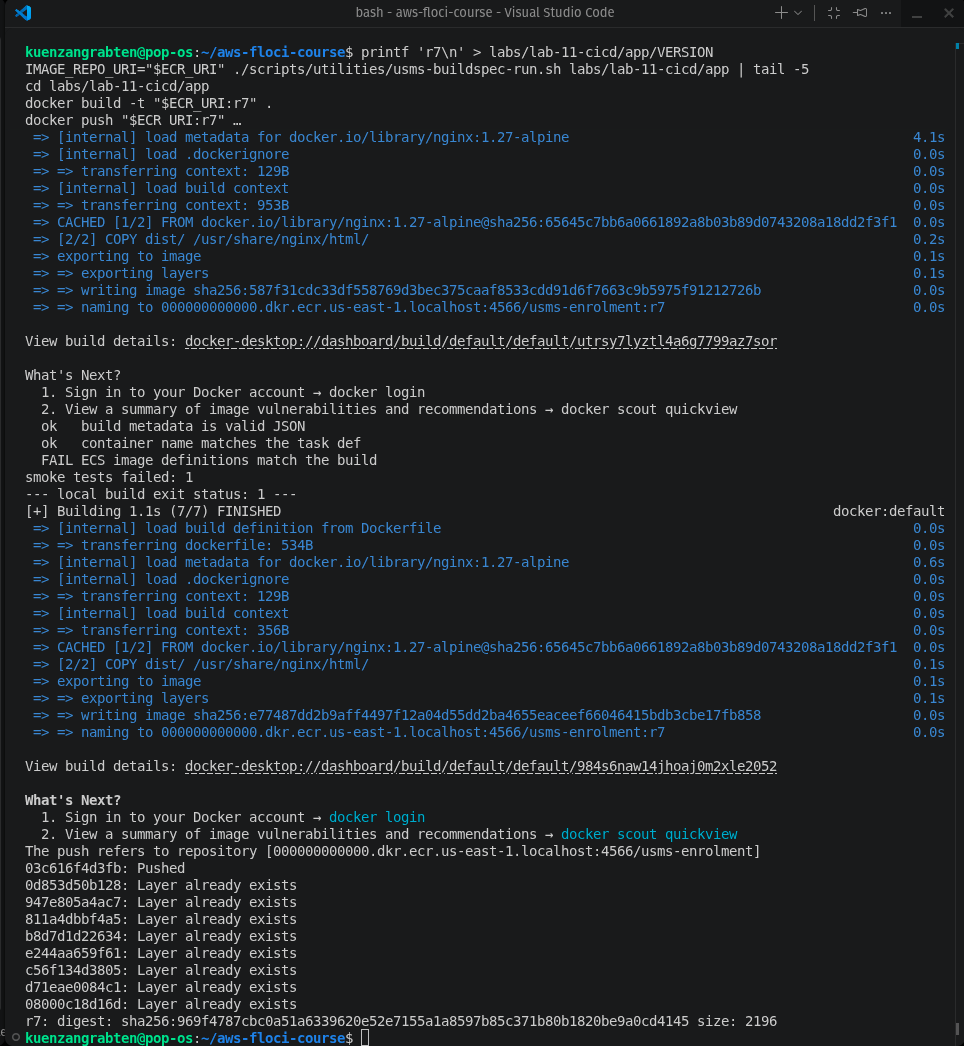 bash - aws-floci-course - Visual Studio Code
kuenzangrabten@pop-os:~/aws-floci-course$ printf 'r7\n' > labs/lab-11-cicd/app/VERSION
IMAGE_REPO_URI="$ECR_URI" ./scripts/utilities/usms-buildspec-run.sh labs/lab-11-cicd/app | tail -5
cd labs/lab-11-cicd/app
docker build -t "$ECR_URI:r7" .
docker push "$ECR_URI:r7" …
=> [internal] load metadata for docker.io/library/nginx:1.27-alpine 4.1s
=> [internal] load .dockerignore 0.0s
=> => transferring context: 129B 0.0s
=> [internal] load build context 0.0s
=> => transferring context: 953B 0.0s
=> CACHED [1/2] FROM docker.io/library/nginx:1.27-alpine@sha256:65645c7bb6a0661892a8b03b89d0743208a18dd2f3f1 0.0s
=> [2/2] COPY dist/ /usr/share/nginx/html/ 0.2s
=> exporting to image 0.1s
=> => exporting layers 0.1s
=> => writing image sha256:587f31cdc33df558769d3bec375caaf8533cdd91d6f7663c9b5975f91212726b 0.0s
=> => naming to 000000000000.dkr.ecr.us-east-1.localhost:4566/usms-enrolment:r7 0.0s
View build details: docker-desktop://dashboard/build/default/default/utrsy7lyztl4a6g7799az7sor
What's Next?
1. Sign in to your Docker account → docker login
2. View a summary of image vulnerabilities and recommendations → docker scout quickview
ok build metadata is valid JSON
ok container name matches the task def
FAIL ECS image definitions match the build
smoke tests failed: 1
--- local build exit status: 1 ---
[+] Building 1.1s (7/7) FINISHED docker:default
=> [internal] load build definition from Dockerfile 0.0s
=> => transferring dockerfile: 534B 0.0s
=> [internal] load metadata for docker.io/library/nginx:1.27-alpine 0.6s
=> [internal] load .dockerignore 0.0s
=> => transferring context: 129B 0.0s
=> [internal] load build context 0.0s
=> => transferring context: 356B 0.0s
=> CACHED [1/2] FROM docker.io/library/nginx:1.27-alpine@sha256:65645c7bb6a0661892a8b03b89d0743208a18dd2f3f1 0.0s
=> [2/2] COPY dist/ /usr/share/nginx/html/ 0.1s
=> exporting to image 0.1s
=> => exporting layers 0.1s
=> => writing image sha256:e77487dd2b9aff4497f12a04d55dd2ba4655eaceef66046415bdb3cbe17fb858 0.0s
=> => naming to 000000000000.dkr.ecr.us-east-1.localhost:4566/usms-enrolment:r7 0.0s
View build details: docker-desktop://dashboard/build/default/default/984s6naw14jhoaj0m2xle2052
What's Next?
1. Sign in to your Docker account → docker login
2. View a summary of image vulnerabilities and recommendations → docker scout quickview
The push refers to repository [000000000000.dkr.ecr.us-east-1.localhost:4566/usms-enrolment]
03c616f4d3fb: Pushed
0d853d50b128: Layer already exists
947e805a4ac7: Layer already exists
811a4dbbf4a5: Layer already exists
b8d7d1d22634: Layer already exists
e244aa659f61: Layer already exists
c56f134d3805: Layer already exists
d71eae0084c1: Layer already exists
08000c18d16d: Layer already exists
r7: digest: sha256:969f4787cbc0a51a6339620e52e7155a1a8597b85c371b80b1820be9a0cd4145 size: 2196
kuenzangrabten@pop-os:~/aws-floci-course$